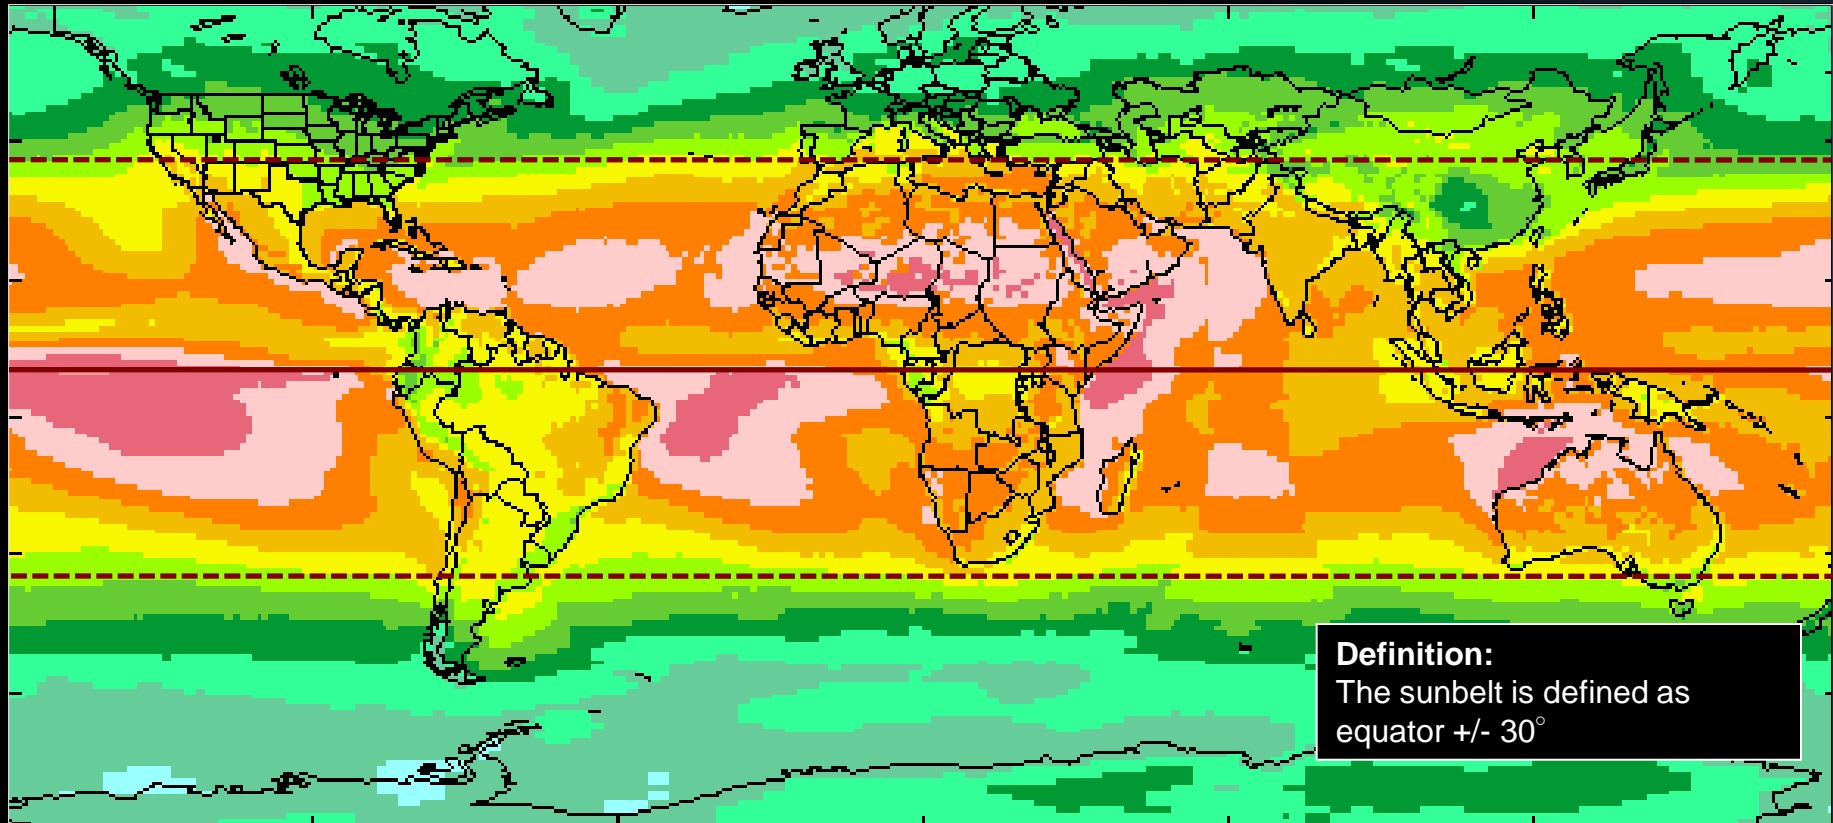 Definition:
The sunbelt is defined as
equator +/- 30°